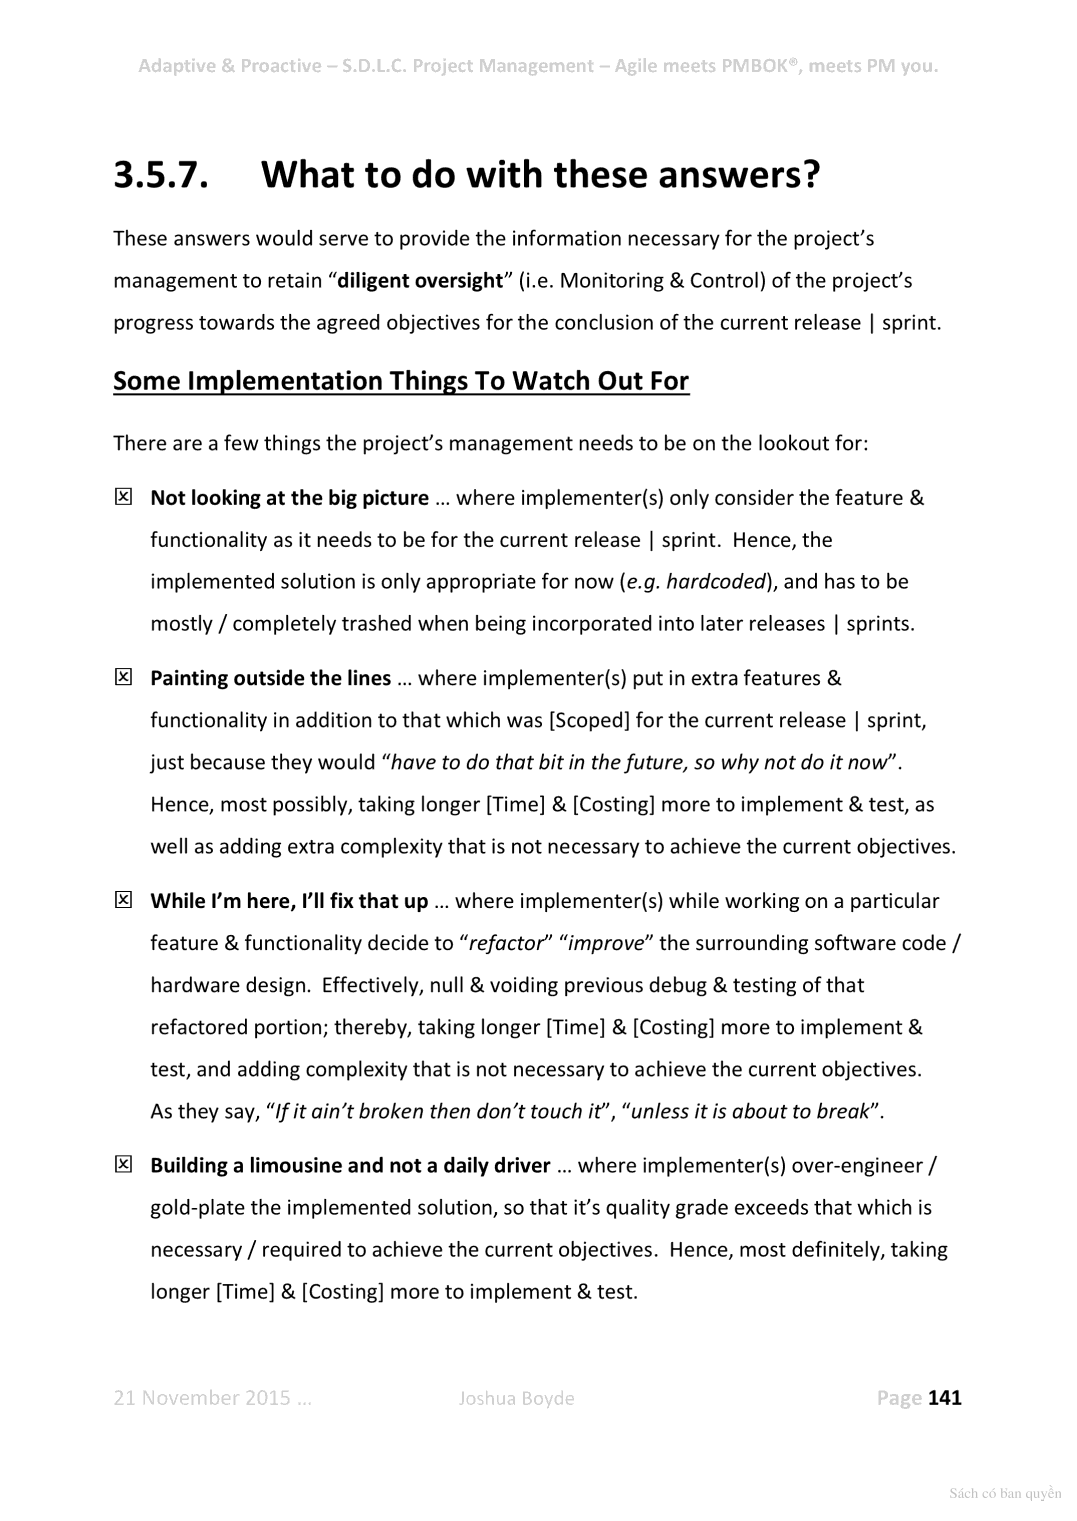 Adaptive & Proactive – S.D.L.C. Project Management – Agile meets PMBOK®, meets PM you.
3.5.7. What to do with these answers?
These answers would serve to provide the information necessary for the project’s
management to retain “diligent oversight” (i.e. Monitoring & Control) of the project’s
progress towards the agreed objectives for the conclusion of the current release | sprint.
Some Implementation Things To Watch Out For
There are a few things the project’s management needs to be on the lookout for:
☒ Not looking at the big picture … where implementer(s) only consider the feature &
functionality as it needs to be for the current release | sprint. Hence, the
implemented solution is only appropriate for now (e.g. hardcoded), and has to be
mostly / completely trashed when being incorporated into later releases | sprints.
☒ Painting outside the lines … where implementer(s) put in extra features &
functionality in addition to that which was [Scoped] for the current release | sprint,
just because they would “have to do that bit in the future, so why not do it now”.
Hence, most possibly, taking longer [Time] & [Costing] more to implement & test, as
well as adding extra complexity that is not necessary to achieve the current objectives.
☒ While I’m here, I’ll fix that up … where implementer(s) while working on a particular
feature & functionality decide to “refactor” “improve” the surrounding software code /
hardware design. Effectively, null & voiding previous debug & testing of that
refactored portion; thereby, taking longer [Time] & [Costing] more to implement &
test, and adding complexity that is not necessary to achieve the current objectives.
As they say, “If it ain’t broken then don’t touch it”, “unless it is about to break”.
☒ Building a limousine and not a daily driver … where implementer(s) over-engineer /
gold-plate the implemented solution, so that it’s quality grade exceeds that which is
necessary / required to achieve the current objectives. Hence, most definitely, taking
longer [Time] & [Costing] more to implement & test.
21 November 2015 … Joshua Boyde Page 141
Sách có bản quyền